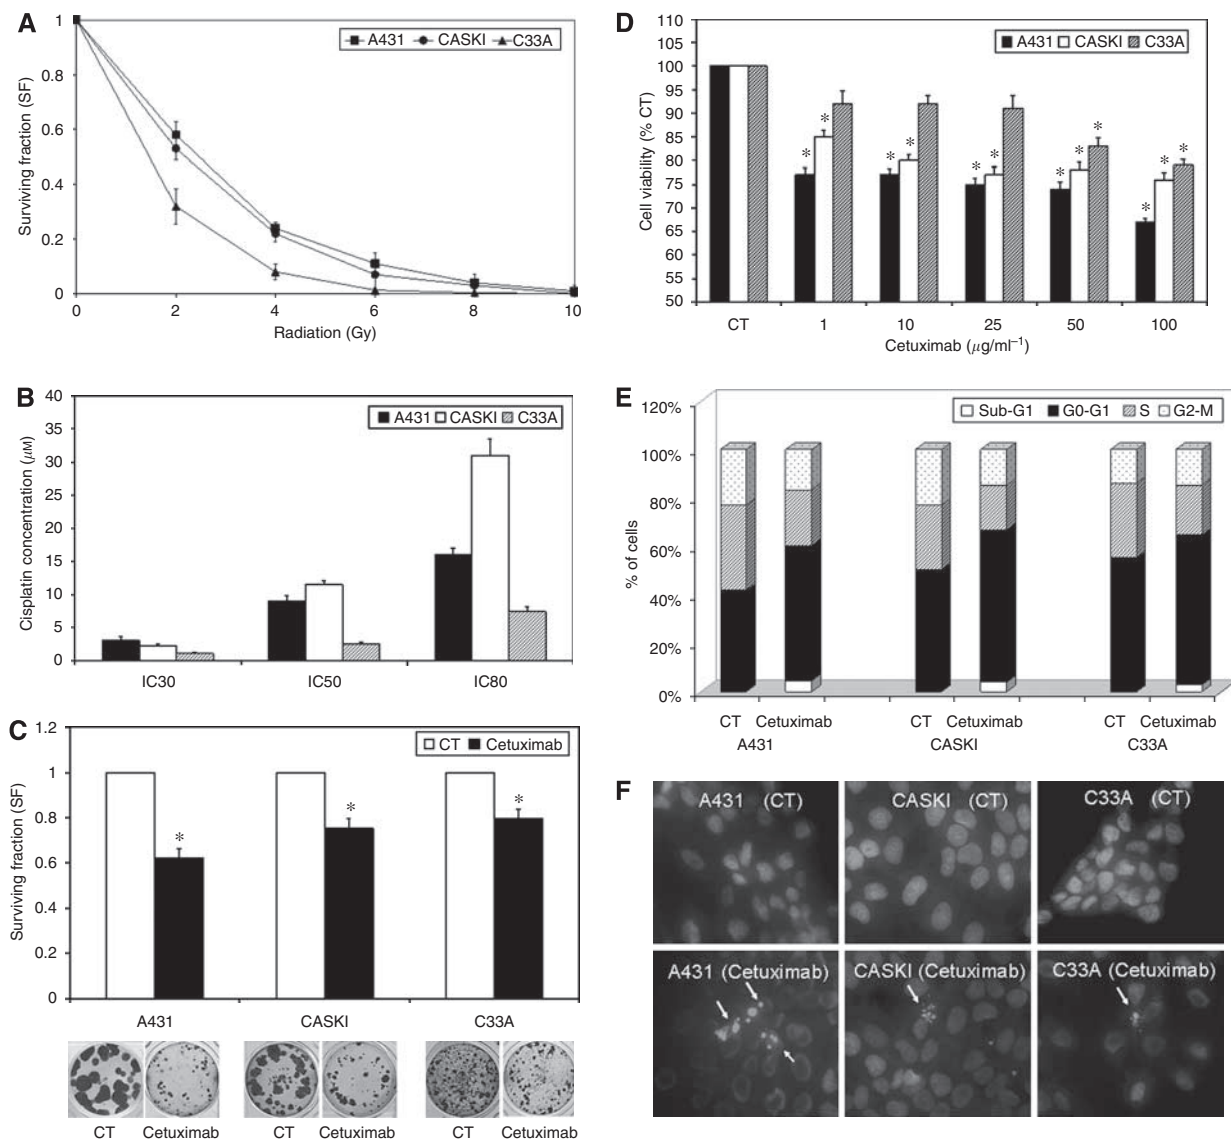 A
Surviving fraction (SF)
1
0.8
0.6
0.4
0.2
0
A431 CASKI C33A
0 2 4 6 8 10
Radiation (Gy)
B
Cisplatin concentration (μM)
40
35
30
25
20
15
10
5
0
A431 CASKI C33A
IC30 IC50 IC80
C
Surviving fraction (SF)
1.2
1
0.8
0.6
0.4
0.2
0
CT Cetuximab
* * *
A431 CASKI C33A
CT Cetuximab CT Cetuximab CT Cetuximab
D
Cell viability (% CT)
110
105
100
95
90
85
80
75
70
65
60
55
50
A431 CASKI C33A
* * * * * * * * * * * *
CT 1 10 25 50 100
Cetuximab (μg/ml⁻¹)
E
% of cells
120%
100%
80%
60%
40%
20%
0%
Sub-G1 G0-G1 S G2-M
CT Cetuximab CT Cetuximab CT Cetuximab
A431 CASKI C33A
F
A431 (CT) CASKI (CT) C33A (CT)
A431 (Cetuximab) CASKI (Cetuximab) C33A (Cetuximab)